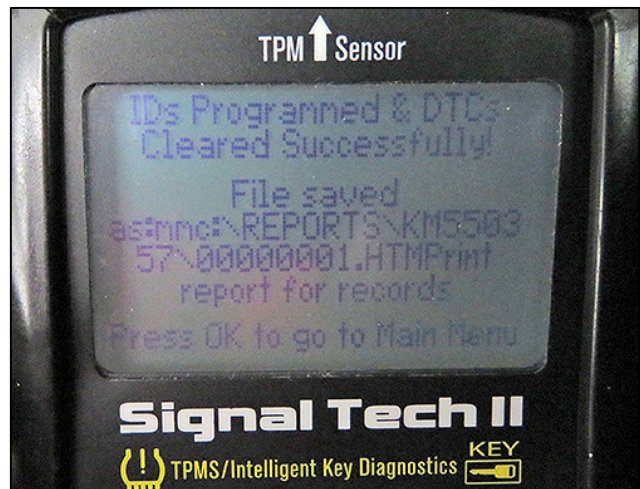 TPM Sensor
IDs Programmed & DTCs
Cleared Successfully!
File saved
as:mmc:\REPORTS\KM5503
57\00000001.HTMPrint
report for records
Press OK to go to Main Menu
Signal Tech II
TPMS/Intelligent Key Diagnostics KEY